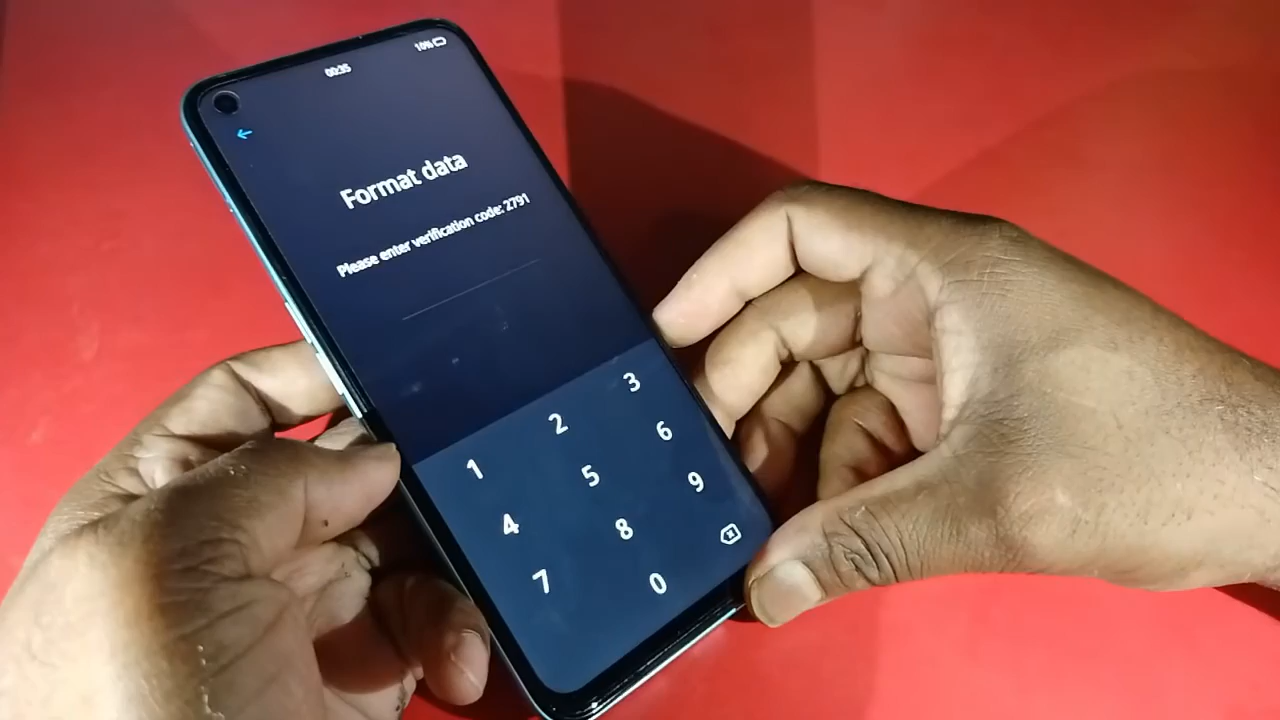 10%
00:35
Format data
Please enter verification code: 2791
1 2 3
4 5 6
7 8 9
0